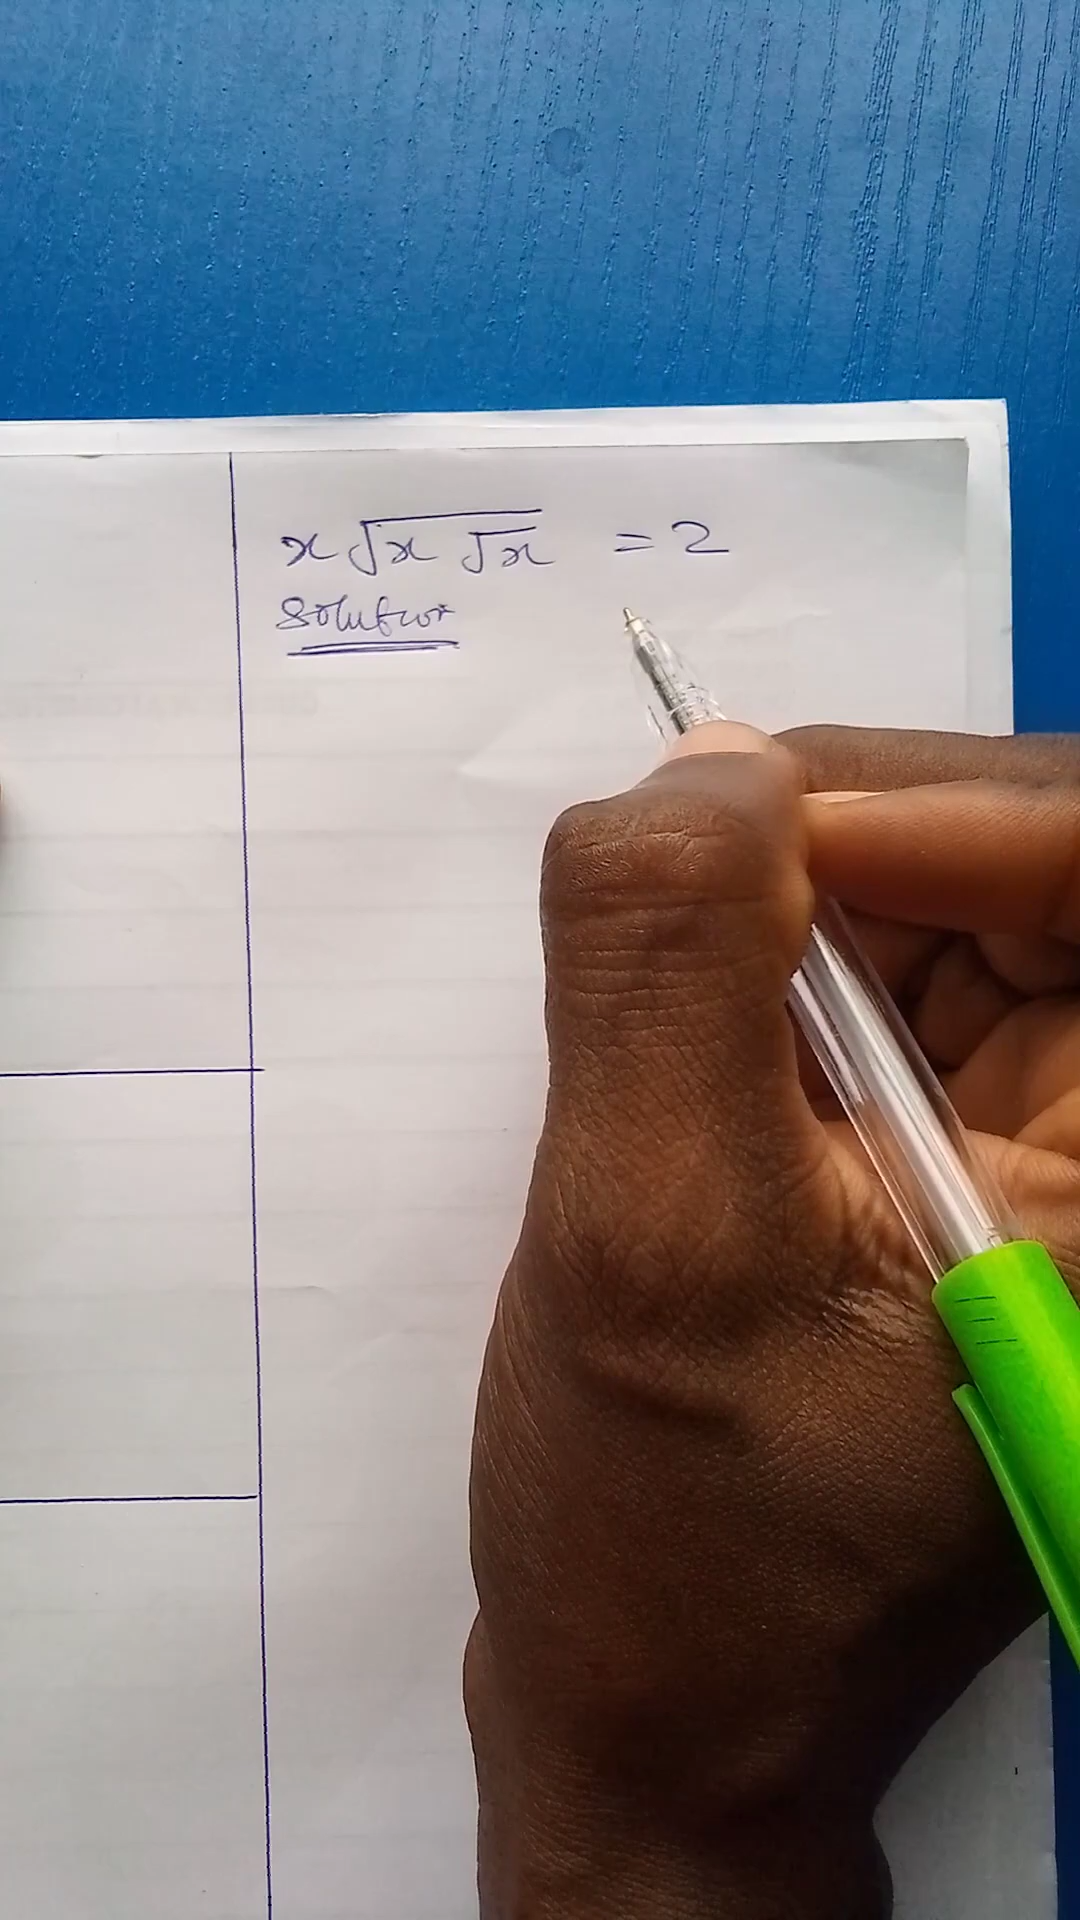 x√(x√x) = 2
Solution